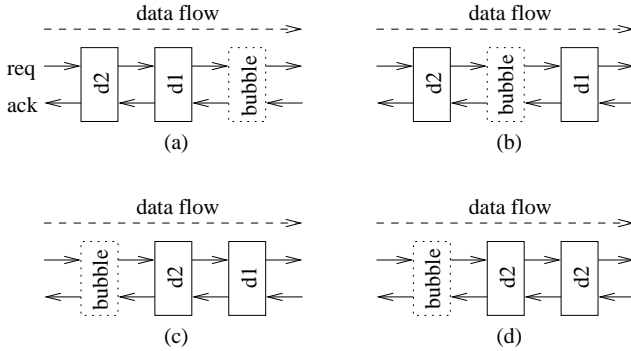 data flow
req
ack
d2
d1
bubble
(a)
data flow
d2
bubble
d1
(b)
data flow
bubble
d2
d1
(c)
data flow
bubble
d2
d2
(d)